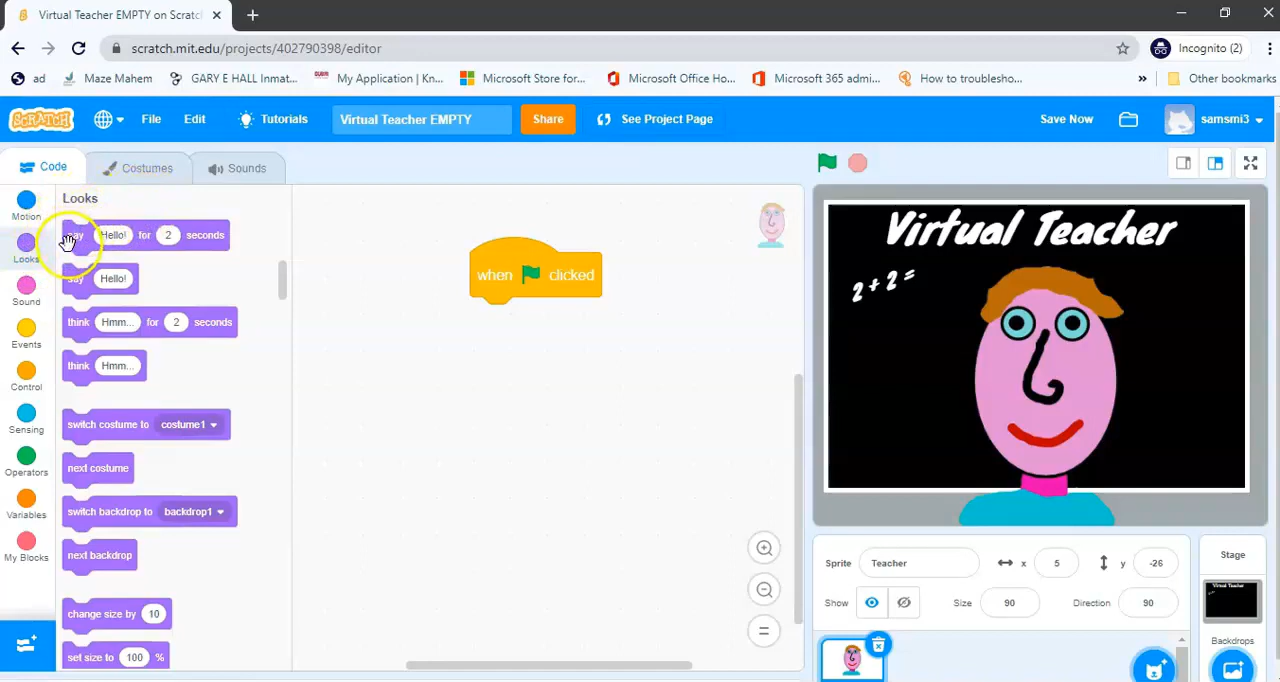 Virtual Teacher EMPTY on Scratch
scratch.mit.edu/projects/402790398/editor
Incognito (2)
ad
Maze Mahem
GARY E HALL Inmat...
My Application | Kn...
Microsoft Store for...
Microsoft Office Ho...
Microsoft 365 admi...
How to troublesho...
Other bookmarks
SCRATCH
File
Edit
Tutorials
Virtual Teacher EMPTY
Share
See Project Page
Save Now
samsmi3
Code
Costumes
Sounds
Motion
Looks
Sound
Events
Control
Sensing
Operators
Variables
My Blocks
Looks
say Hello! for 2 seconds
say Hello!
think Hmm... for 2 seconds
think Hmm...
switch costume to costume1
next costume
switch backdrop to backdrop1
next backdrop
change size by 10
set size to 100 %
when clicked
Virtual Teacher
2 + 2 =
Sprite Teacher
x 5
y -26
Show
Size 90
Direction 90
Stage
Backdrops